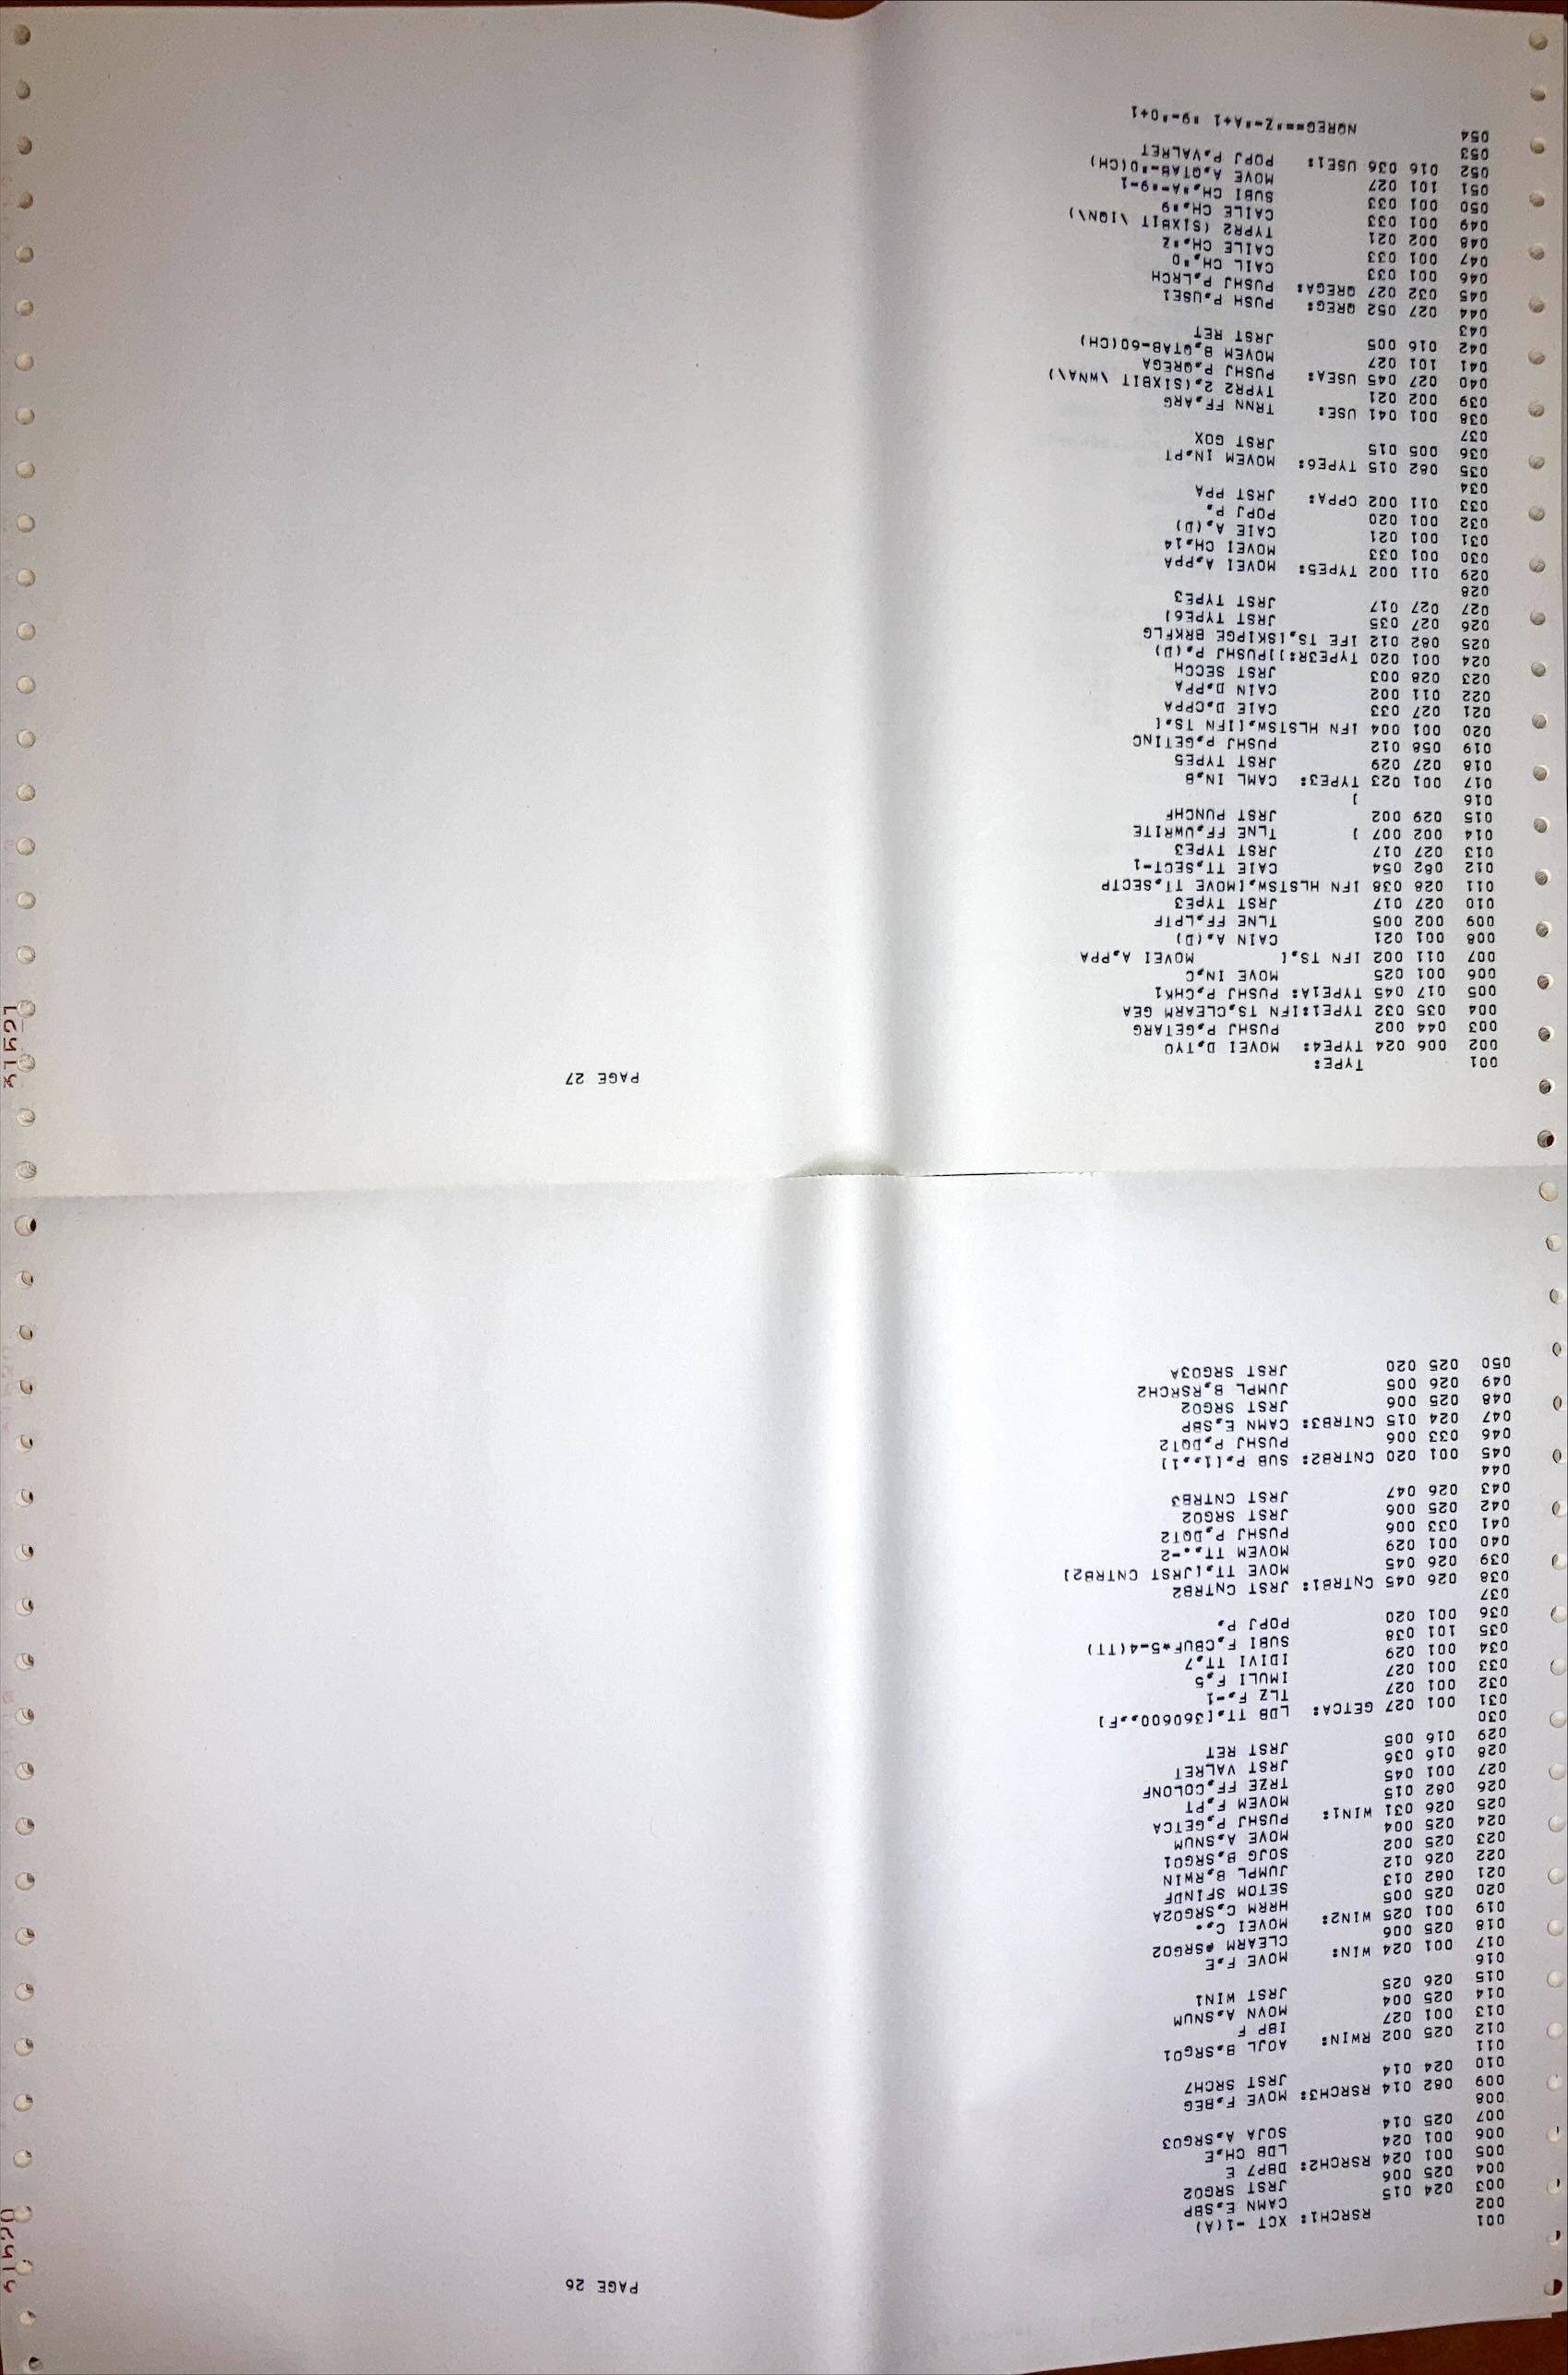 PAGE 26
001
002 RSRCH1: XCT -1(A)
003 024 015 CAMN E,SBP
004 025 006 JRST SRGO2
005 001 024 RSRCH2: DBP7 E
006 001 024 LDB CH,E
007 025 014 SOJA A,SRGO3
008
009 082 014 RSRCH3: MOVE F,BEG
010 024 014 JRST SRCH7
011
012 025 002 RWIN: AOJL B,SRGO1
013 001 027 IBP F
014 025 004 MOVN A,SNUM
015 026 025 JRST WIN1
016
017 001 024 WIN: MOVE F,E
018 025 006 CLEARM #SRGO2
019 001 025 WIN2: MOVEI C,.
020 025 005 HRRM C,SRGO2A
021 082 013 SETOM SFINDF
022 026 012 JUMPL B,RWIN
023 025 002 SOJG B,SRGO1
024 025 004 MOVE A,SNUM
025 026 031 WIN1: PUSHJ P,GETCA
026 082 015 MOVEM F,PT
027 001 045 TRZE FF,COLONF
028 016 036 JRST VALRET
029 016 005 JRST RET
030
031 001 027 GETCA: LDB TT,[360600,,F]
032 001 027 TLZ F,-1
033 001 027 IMULI F,5
034 001 029 IDIVI TT,7
035 101 038 SUBI F,CBUF*5-4(TT)
036 001 020 POPJ P,
037
038 026 045 CNTRB1: JRST CNTRB2
039 026 045 MOVE TT,[JRST CNTRB2]
040 001 029 MOVEM TT,.-2
041 033 006 PUSHJ P,DQT2
042 025 006 JRST SRGO2
043 026 047 JRST CNTRB3
044
045 001 020 CNTRB2: SUB P,[1,,1]
046 033 006 PUSHJ P,DQT2
047 024 015 CNTRB3: CAMN E,SBP
048 025 006 JRST SRGO2
049 026 005 JUMPL B,RSRCH2
050 025 020 JRST SRGO3A
PAGE 27
001 TYPE:
002 006 024 TYPE4: MOVEI D,TYO
003 044 002 PUSHJ P,GETARG
004 035 032 TYPE1:IFN TS,CLEARM GEA
005 017 045 TYPE1A: PUSHJ P,CHK1
006 001 025 MOVE IN,C
007 011 002 IFN TS,[ MOVEI A,PPA
008 001 021 CAIN A,(D)
009 002 005 TLNE FF,LPTF
010 027 017 JRST TYPE3
011 028 038 IFN HLSTSW,[MOVE TT,SECTP
012 082 054 CAIE TT,SECT-1
013 027 017 JRST TYPE3
014 002 007 ] TLNE FF,UWRITE
015 029 002 JRST PUNCHF
016 ]
017 001 023 TYPE3: CAML IN,B
018 027 029 JRST TYPE5
019 058 012 PUSHJ P,GETINC
020 001 004 IFN HLSTSW,[IFN TS,[
021 027 033 CAIE D,CPPA
022 011 002 CAIN D,PPA
023 028 003 JRST SECCH
024 001 020 TYPE3R:]]PUSHJ P,(D)
025 082 012 IFE TS,[SKIPGE BRKFLG
026 027 035 JRST TYPE6]
027 027 017 JRST TYPE3
028
029 011 002 TYPE5: MOVEI A,PPA
030 001 033 MOVEI CH,14
031 001 021 CAIE A,(D)
032 001 020 POPJ P,
033 011 002 CPPA: JRST PPA
034
035 082 015 TYPE6: MOVEM IN,PT
036 005 015 JRST GOX
037
038 001 041 USE: TRNN FF,ARG
039 002 021 TYPR2 2,(SIXBIT \WNA\)
040 027 045 USEA: PUSHJ P,QREGA
041 101 027 MOVEM B,QTAB-60(CH)
042 016 005 JRST RET
043
044 027 052 QREG: PUSH P,USE1
045 032 027 QREGA: PUSHJ P,LRCH
046 001 033 CAIL CH,"0
047 001 033 CAILE CH,"Z
048 002 021 TYPR2 (SIXBIT \IQN\)
049 001 033 CAILE CH,"9
050 001 033 SUBI CH,"A-"9-1
051 101 027 MOVE A,QTAB-"0(CH)
052 016 036 USE1: POPJ P,VALRET
053
054 NQREG=="Z-"A+1 "9-"0+1